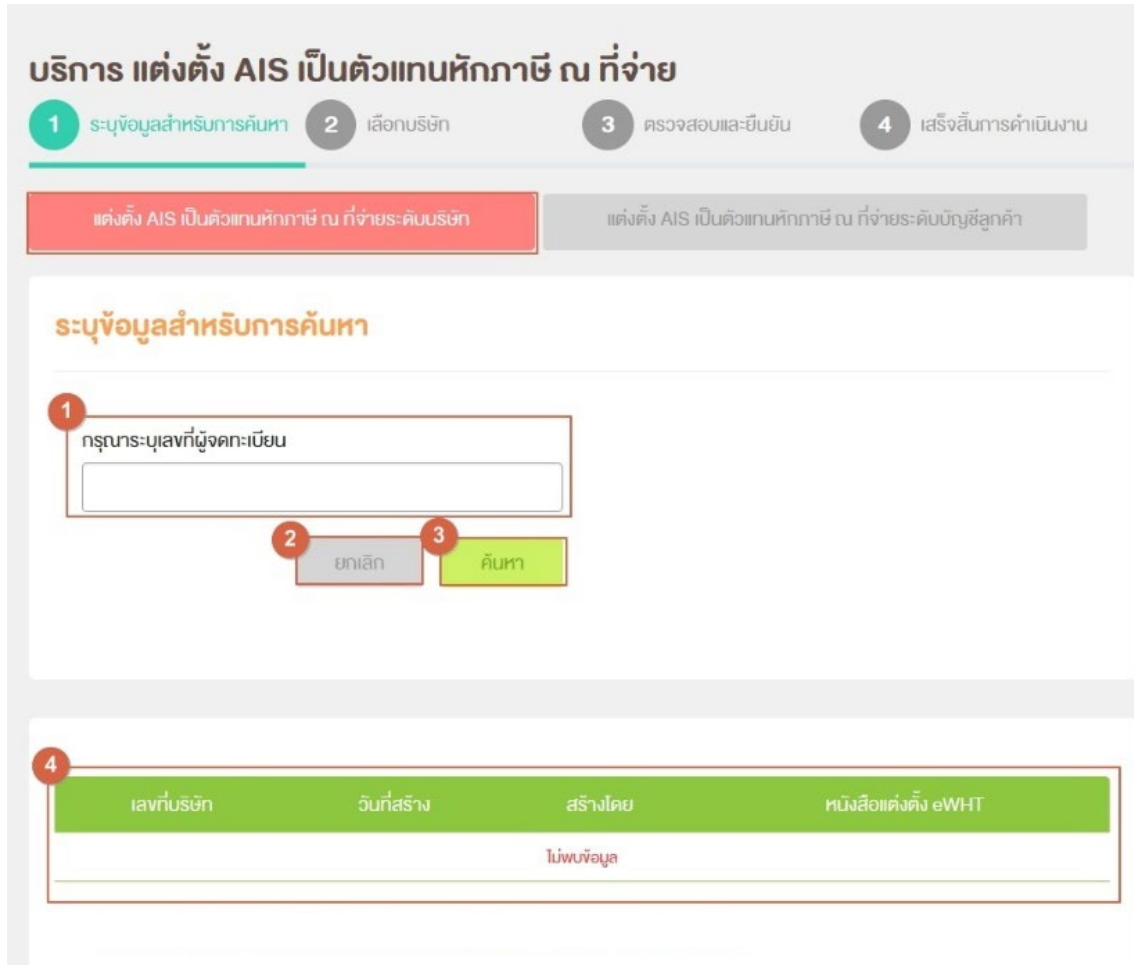 บริการ แต่งตั้ง AIS เป็นตัวแทนหักภาษี ณ ที่จ่าย
1 ระบุข้อมูลสำหรับการค้นหา 2 เลือกบริษัท 3 ตรวจสอบและยืนยัน 4 เสร็จสิ้นการดำเนินงาน
แต่งตั้ง AIS เป็นตัวแทนหักภาษี ณ ที่จ่ายระดับบริษัท แต่งตั้ง AIS เป็นตัวแทนหักภาษี ณ ที่จ่ายระดับบัญชีลูกค้า
ระบุข้อมูลสำหรับการค้นหา
1
กรุณาระบุเลขที่ผู้จดทะเบียน
2 ยกเลิก 3 ค้นหา
4
เลขที่บริษัท วันที่สร้าง สร้างโดย หนังสือแต่งตั้ง eWHT
ไม่พบข้อมูล